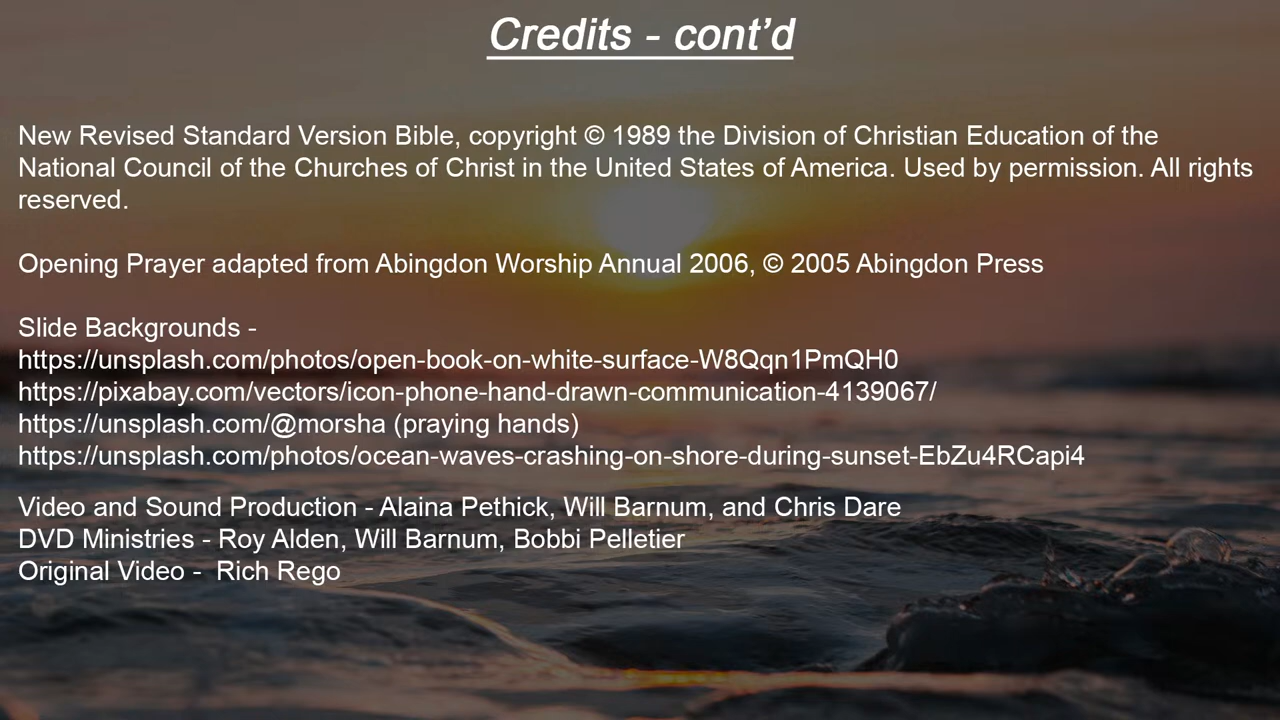 Credits - cont’d
New Revised Standard Version Bible, copyright © 1989 the Division of Christian Education of the
National Council of the Churches of Christ in the United States of America. Used by permission. All rights
reserved.
Opening Prayer adapted from Abingdon Worship Annual 2006, © 2005 Abingdon Press
Slide Backgrounds -
https://unsplash.com/photos/open-book-on-white-surface-W8Qqn1PmQH0
https://pixabay.com/vectors/icon-phone-hand-drawn-communication-4139067/
https://unsplash.com/@morsha (praying hands)
https://unsplash.com/photos/ocean-waves-crashing-on-shore-during-sunset-EbZu4RCapi4
Video and Sound Production - Alaina Pethick, Will Barnum, and Chris Dare
DVD Ministries - Roy Alden, Will Barnum, Bobbi Pelletier
Original Video -  Rich Rego